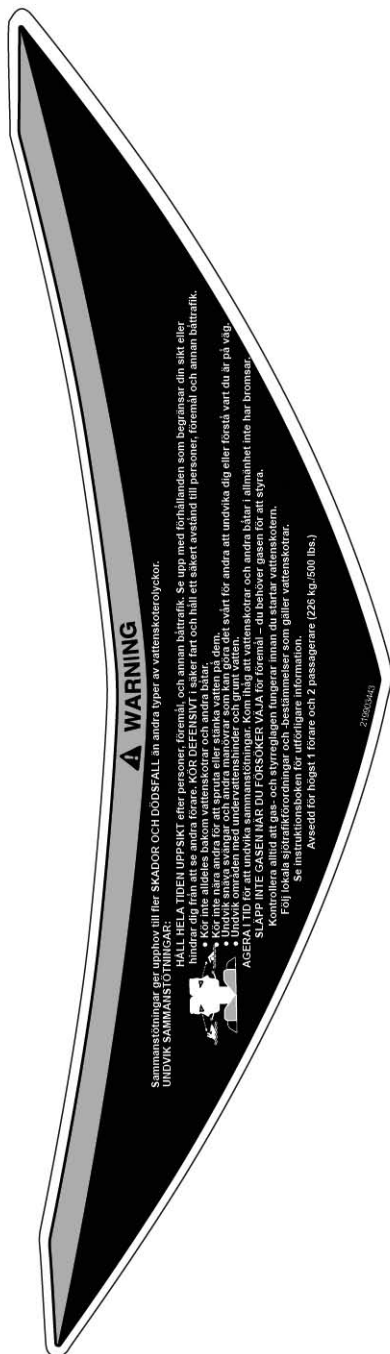 WARNING
Sammanstötningar ger upphov till fler SKADOR OCH DÖDSFALL än andra typer av vattenskoterolyckor.
UNDVIK SAMMANSTÖTNINGAR:
HÅLL HELA TIDEN UPPSIKT efter personer, föremål, och annan båttrafik. Se upp med förhållanden som begränsar din sikt eller
hindrar dig från att se andra förare. KÖR DEFENSIVT i säker fart och håll ett säkert avstånd till personer, föremål och annan båttrafik.
• Kör inte alldeles bakom vattenskotrar och andra båtar.
• Kör inte nära andra för att spruta eller stänka vatten på dem.
• Undvik snäva svängar och andra manövrar som kan göra det svårt för andra att undvika dig eller förstå vart du är på väg.
• Undvik områden med undervattenshinder och grunt vatten.
AGERA I TID för att undvika sammanstötningar. Kom ihåg att vattenskotrar och andra båtar i allmänhet inte har bromsar.
SLÄPP INTE GASEN NÄR DU FÖRSÖKER VÄJA för föremål – du behöver gasen för att styra.
Kontrollera alltid att gas- och styrreglagen fungerar innan du startar vattenskotern.
Följ lokala sjötrafikförordningar och -bestämmelser som gäller vattenskotrar.
Se instruktionsboken för utförligare information.
Avsedd för högst 1 förare och 2 passagerare (226 kg./500 lbs.)
219903443